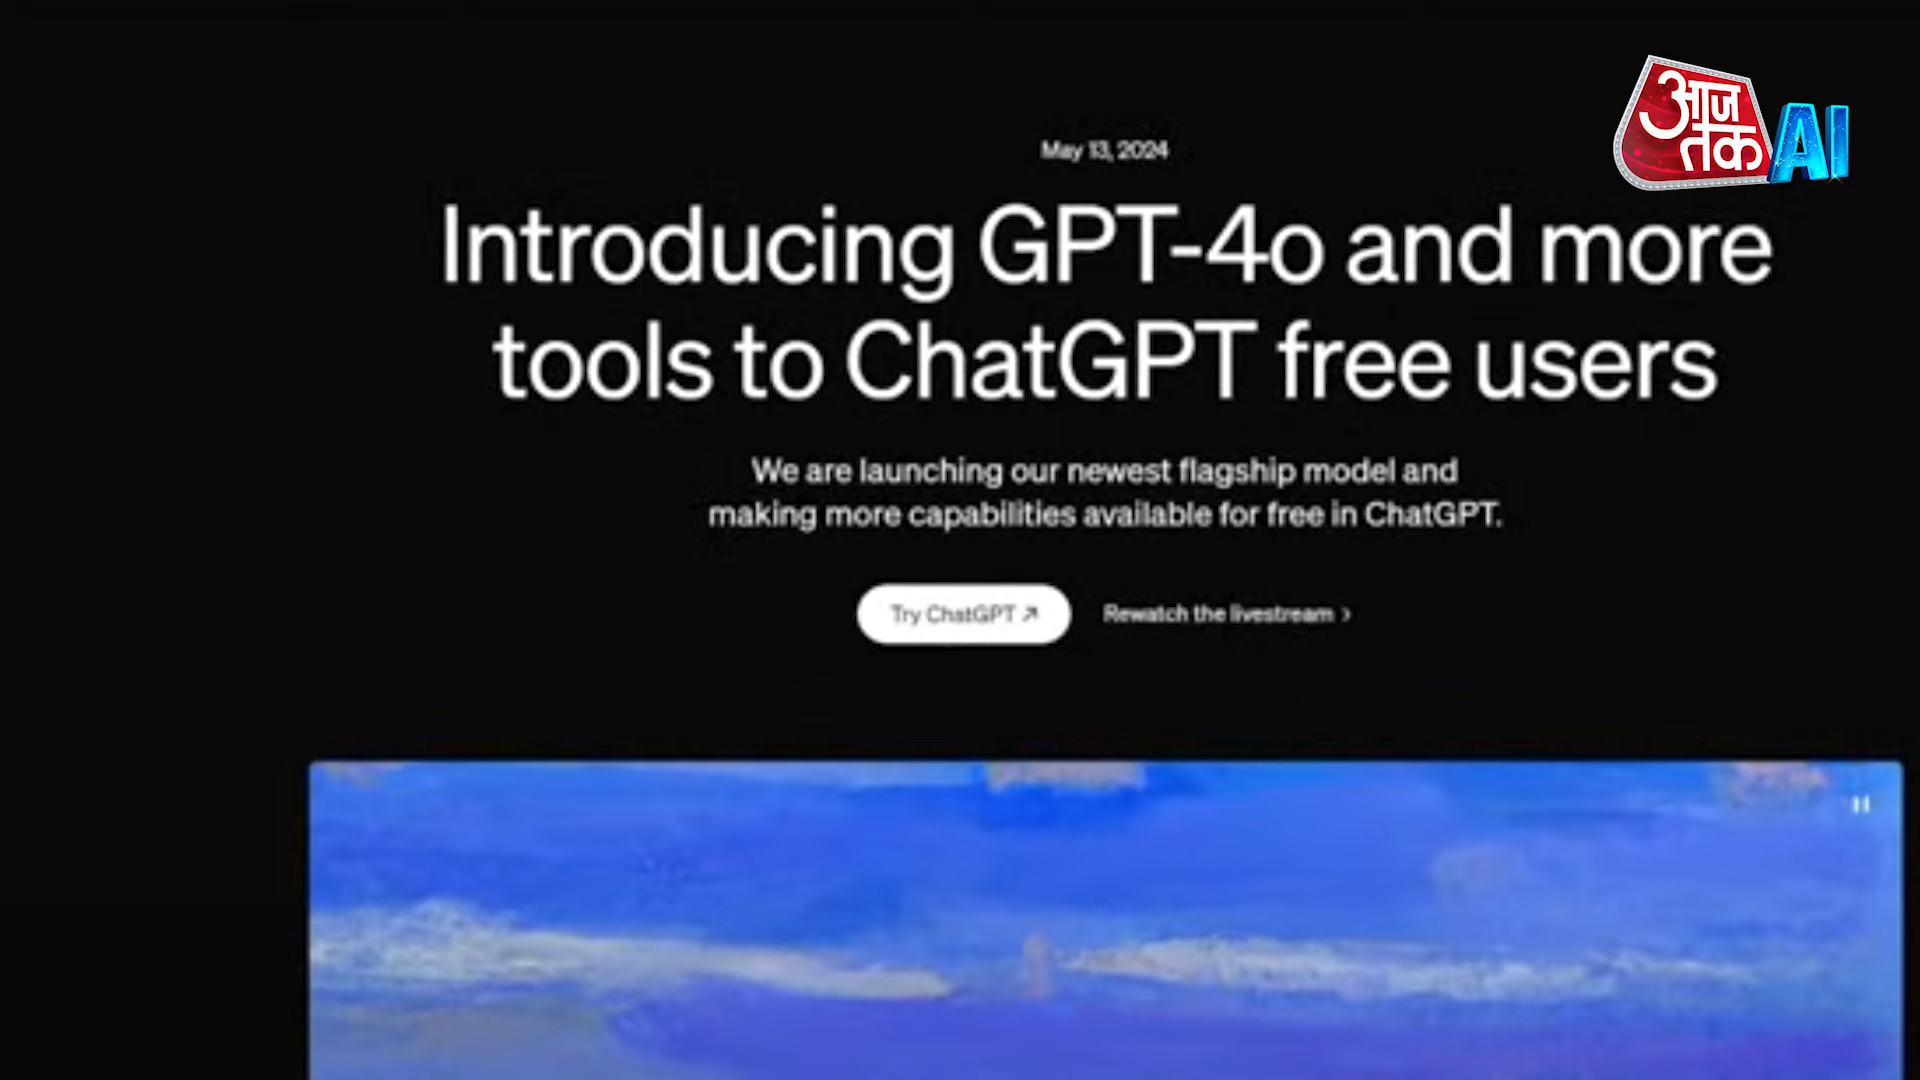 May 13, 2024
आज
तक AI
Introducing GPT-4o and more
tools to ChatGPT free users
We are launching our newest flagship model and
making more capabilities available for free in ChatGPT.
Try ChatGPT ↗
Rewatch the livestream >